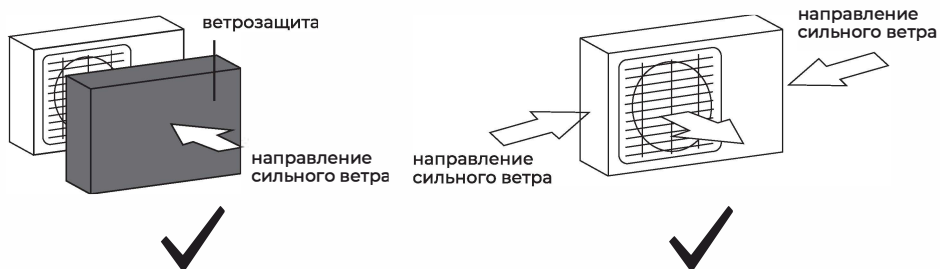 ветрозащита
направление
сильного ветра
направление
сильного ветра
направление
сильного ветра